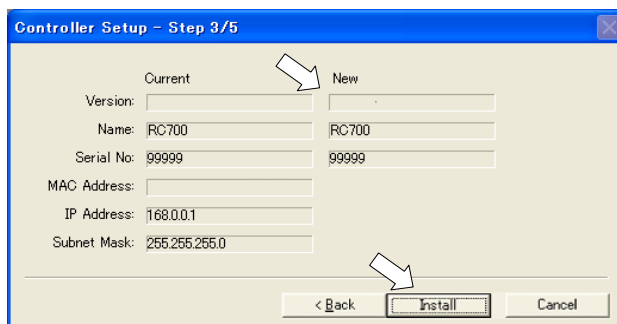 Controller Setup - Step 3/5
Current New
Version:
Name: RC700 RC700
Serial No: 99999 99999
MAC Address:
IP Address: 168.0.0.1
Subnet Mask: 255.255.255.0
< Back Install Cancel